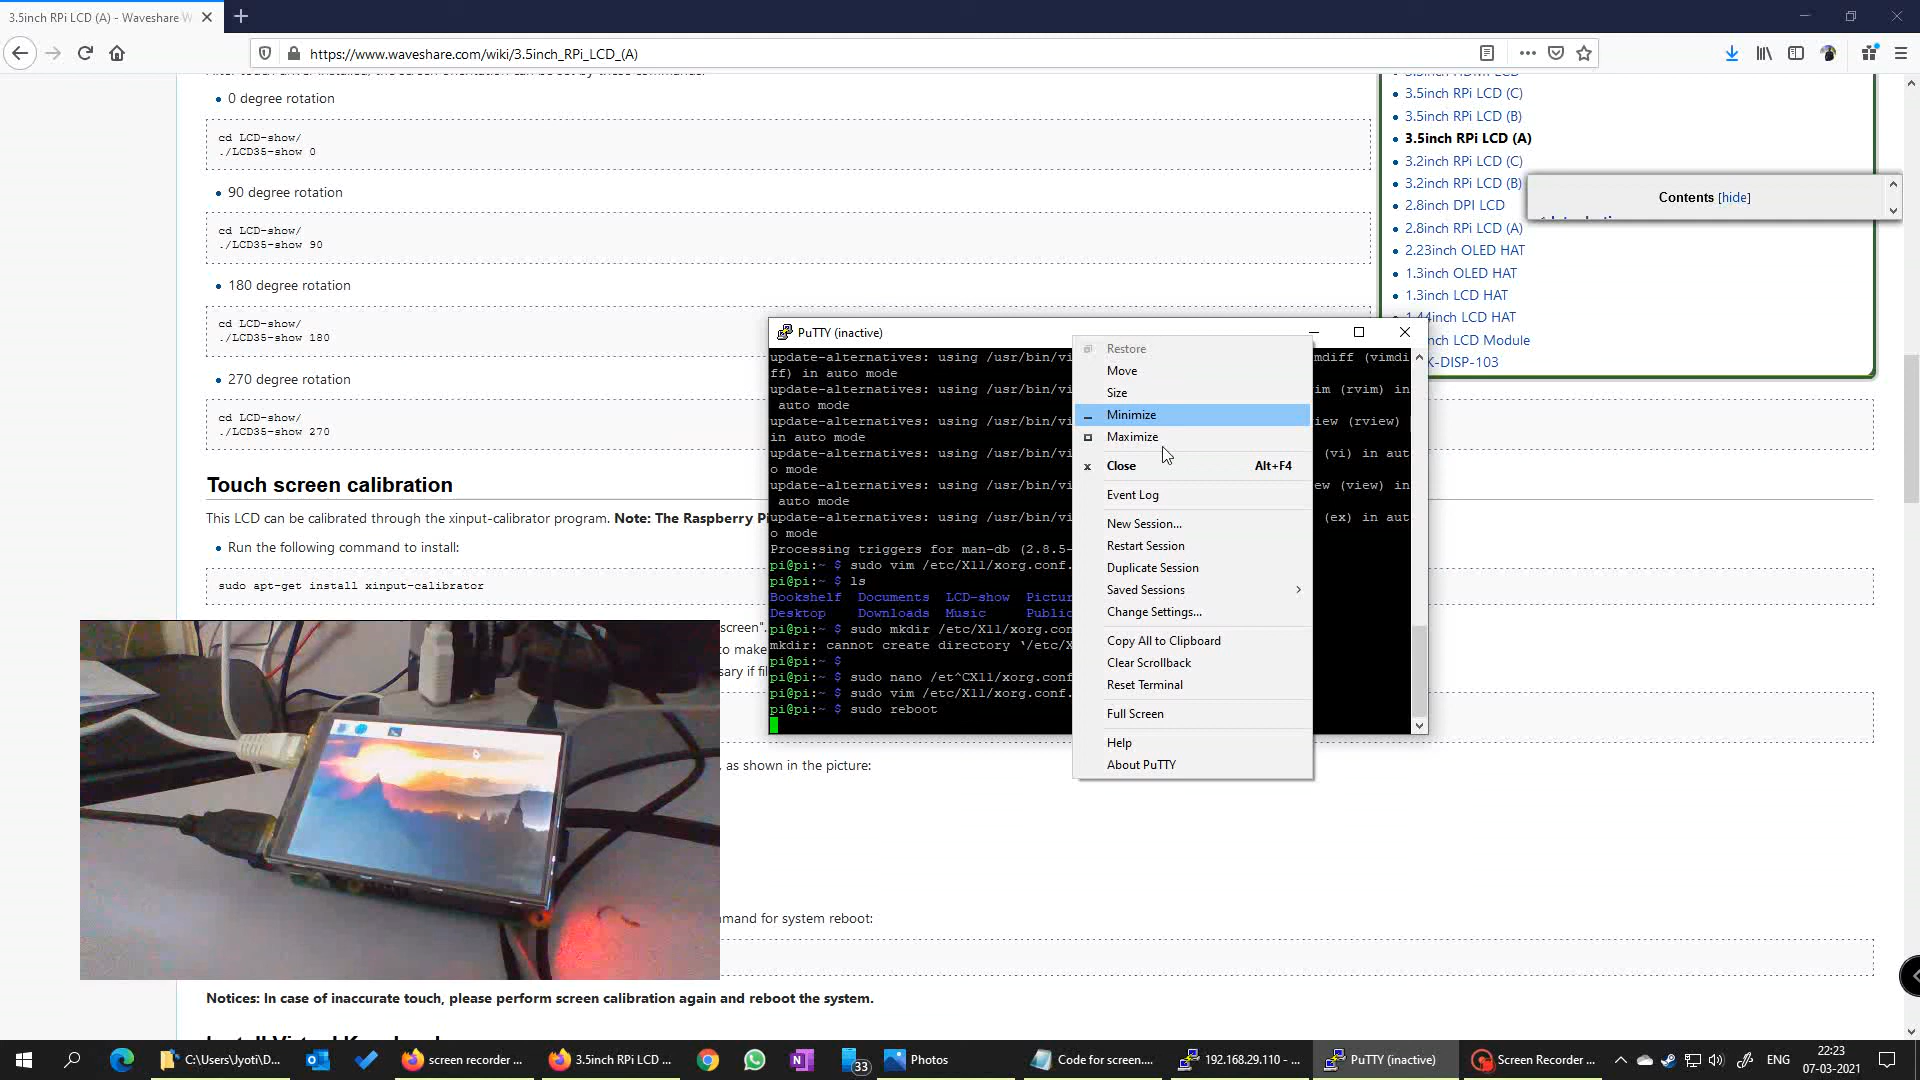 3.5inch RPi LCD (A) - Waveshare W
https://www.waveshare.com/wiki/3.5inch_RPi_LCD_(A)
0 degree rotation
cd LCD-show/
./LCD35-show 0
90 degree rotation
cd LCD-show/
./LCD35-show 90
180 degree rotation
cd LCD-show/
./LCD35-show 180
270 degree rotation
cd LCD-show/
./LCD35-show 270
Touch screen calibration
This LCD can be calibrated through the xinput-calibrator program. Note: The Raspberry Pi
Run the following command to install:
sudo apt-get install xinput-calibrator
screen".
to make
sary if fil
, as shown in the picture:
mmand for system reboot:
Notices: In case of inaccurate touch, please perform screen calibration again and reboot the system.
3.5inch RPi LCD (C)
3.5inch RPi LCD (B)
3.5inch RPi LCD (A)
3.2inch RPi LCD (C)
3.2inch RPi LCD (B)
2.8inch DPI LCD
2.8inch RPi LCD (A)
2.23inch OLED HAT
1.3inch OLED HAT
1.3inch LCD HAT
1.44inch LCD HAT
inch LCD Module
K-DISP-103
Contents [hide]
PuTTY (inactive)
update-alternatives: using /usr/bin/vi mdiff (vimdi
ff) in auto mode
update-alternatives: using /usr/bin/vi im (rvim) in
auto mode
update-alternatives: using /usr/bin/vi iew (rview)
in auto mode
update-alternatives: using /usr/bin/vi (vi) in aut
o mode
update-alternatives: using /usr/bin/vi ew (view) in
auto mode
update-alternatives: using /usr/bin/vi (ex) in aut
o mode
Processing triggers for man-db (2.8.5-
pi@pi:~ $ sudo vim /etc/X11/xorg.conf.
pi@pi:~ $ ls
Bookshelf Documents LCD-show Pictur
Desktop Downloads Music Public
pi@pi:~ $ sudo mkdir /etc/X11/xorg.con
mkdir: cannot create directory '/etc/X
pi@pi:~ $
pi@pi:~ $ sudo nano /et^CX11/xorg.conf
pi@pi:~ $ sudo vim /etc/X11/xorg.conf.
pi@pi:~ $ sudo reboot
Restore
Move
Size
Minimize
Maximize
Close Alt+F4
Event Log
New Session...
Restart Session
Duplicate Session
Saved Sessions
Change Settings...
Copy All to Clipboard
Clear Scrollback
Reset Terminal
Full Screen
Help
About PuTTY
C:\Users\Jyoti\D...
screen recorder ...
3.5inch RPi LCD ...
33
Photos
Code for screen....
192.168.29.110 - ...
PuTTY (inactive)
Screen Recorder ...
ENG
22:23
07-03-2021